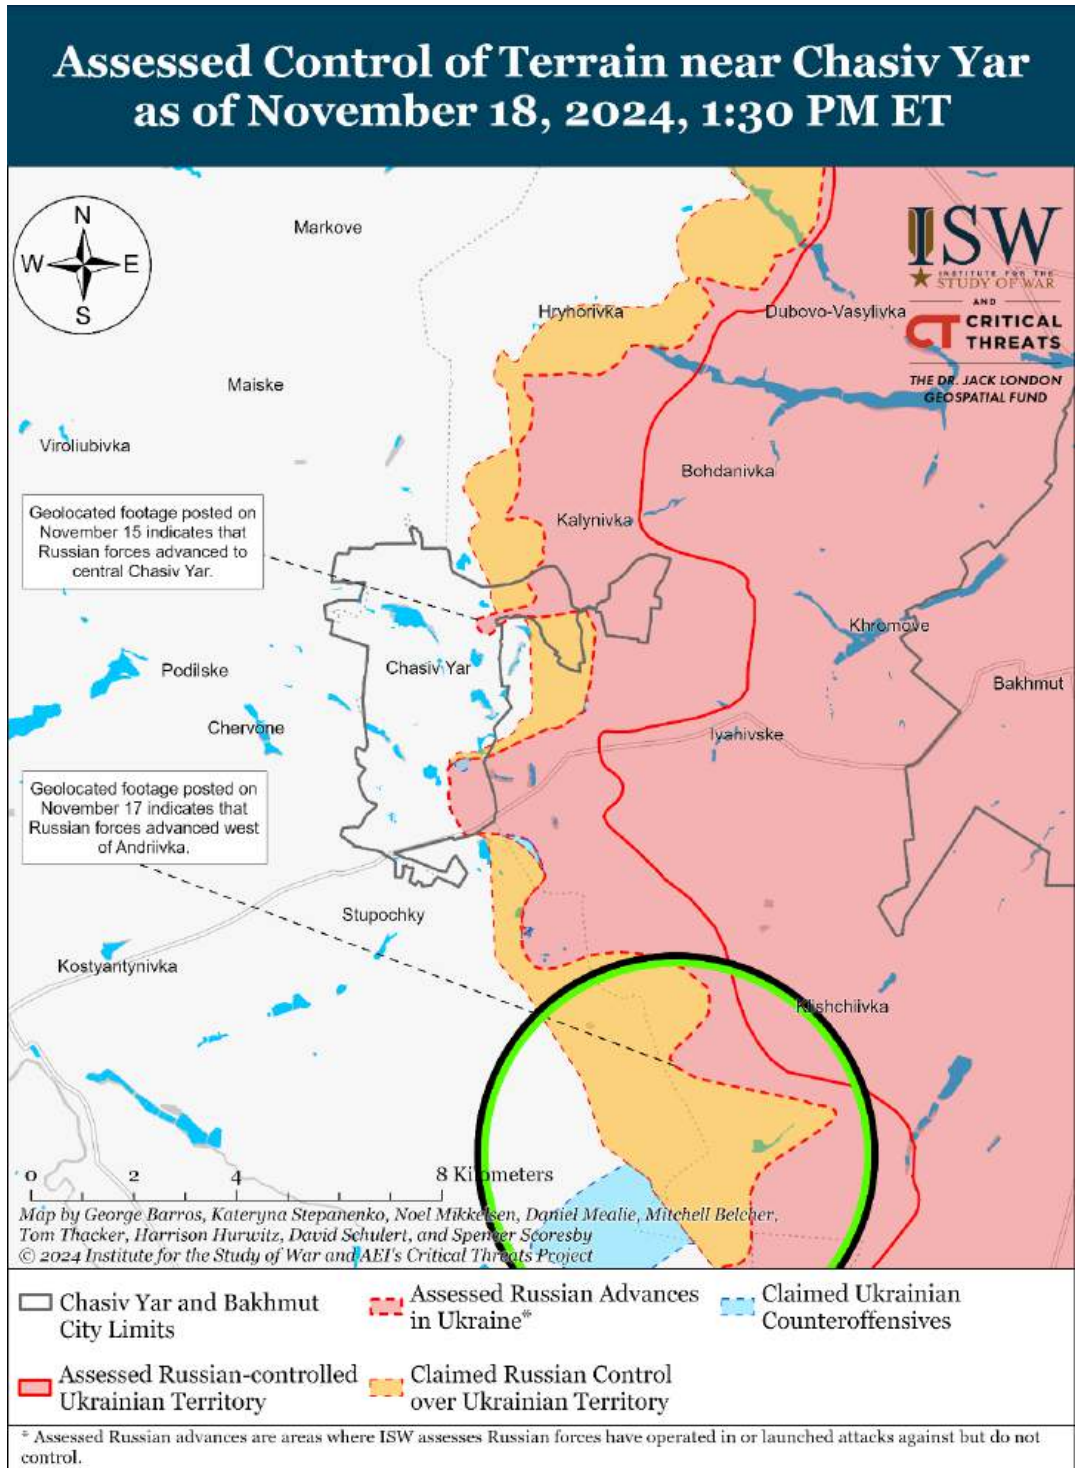 Assessed Control of Terrain near Chasiv Yar
as of November 18, 2024, 1:30 PM ET
N
W
E
S
ISW
INSTITUTE FOR THE
STUDY OF WAR
AND
CT CRITICAL
THREATS
THE DR. JACK LONDON
GEOSPATIAL FUND
Markove
Hryhorivka
Dubovo-Vasylivka
Maiske
Viroliubivka
Bohdanivka
Geolocated footage posted on
November 15 indicates that
Russian forces advanced to
central Chasiv Yar.
Kalynivka
Khromove
Podilske
Chasiv Yar
Bakhmut
Chervone
Ivanivske
Geolocated footage posted on
November 17 indicates that
Russian forces advanced west
of Andriivka.
Stupochky
Kostyantynivka
Klishchiivka
0 2 4 8 Kilometers
Map by George Barros, Kateryna Stepanenko, Noel Mikkelsen, Daniel Mealie, Mitchell Belcher,
Tom Thacker, Harrison Hurwitz, David Schulert, and Spencer Scoresby
© 2024 Institute for the Study of War and AEI's Critical Threats Project
Chasiv Yar and Bakhmut
City Limits
Assessed Russian Advances
in Ukraine*
Claimed Ukrainian
Counteroffensives
Assessed Russian-controlled
Ukrainian Territory
Claimed Russian Control
over Ukrainian Territory
* Assessed Russian advances are areas where ISW assesses Russian forces have operated in or launched attacks against but do not
control.